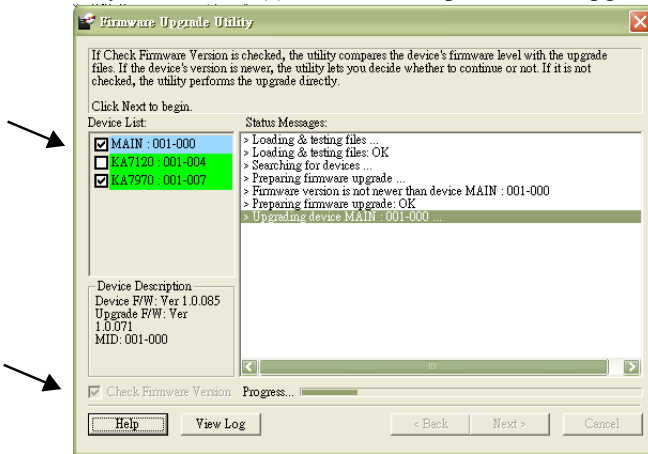 Firmware Upgrade Utility
If Check Firmware Version is checked, the utility compares the device's firmware level with the upgrade
files. If the device's version is newer, the utility lets you decide whether to continue or not. If it is not
checked, the utility performs the upgrade directly.
Click Next to begin.
Device List:
MAIN : 001-000
KA7120 : 001-004
KA7970 : 001-007
Status Messages:
> Loading & testing files ...
> Loading & testing files: OK
> Searching for devices ...
> Preparing firmware upgrade ...
> Firmware version is not newer than device MAIN : 001-000
> Preparing firmware upgrade: OK
> Upgrading device MAIN : 001-000 ...
Device Description
Device F/W: Ver 1.0.085
Upgrade F/W: Ver
1.0.071
MID: 001-000
Check Firmware Version
Progress...
Help
View Log
< Back
Next >
Cancel